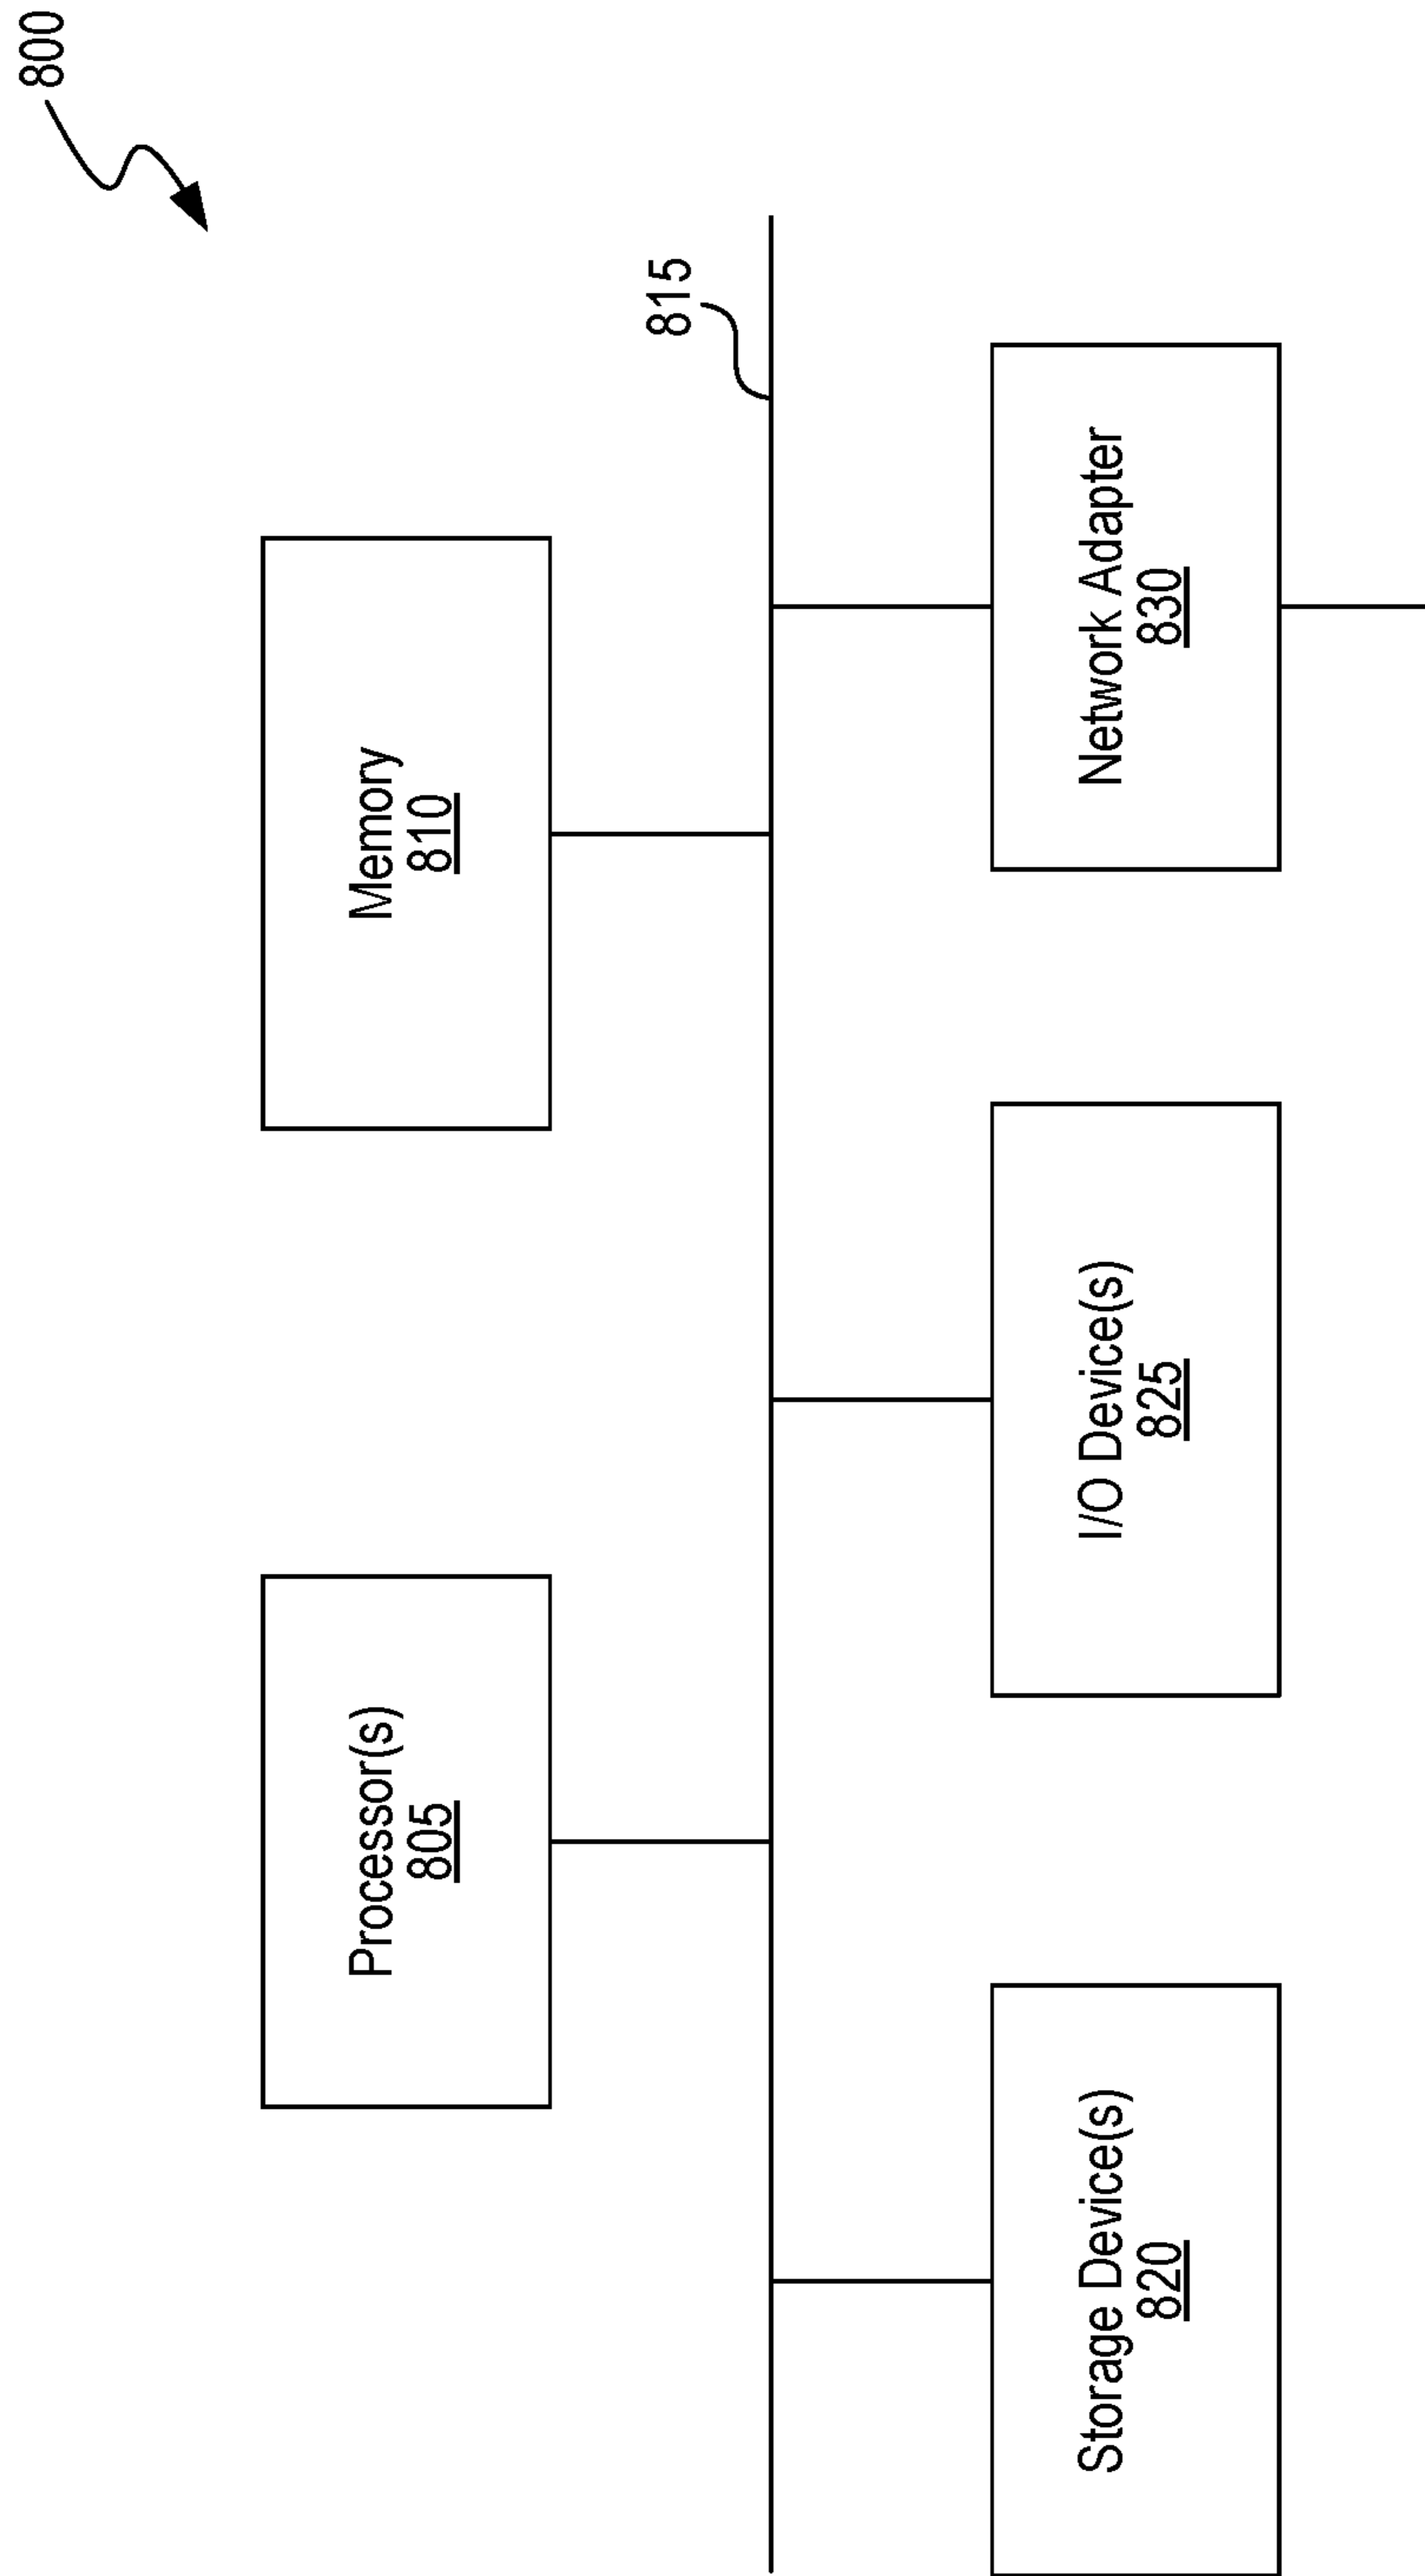 800
Processor(s)
805
Memory
810
815
Storage Device(s)
820
I/O Device(s)
825
Network Adapter
830